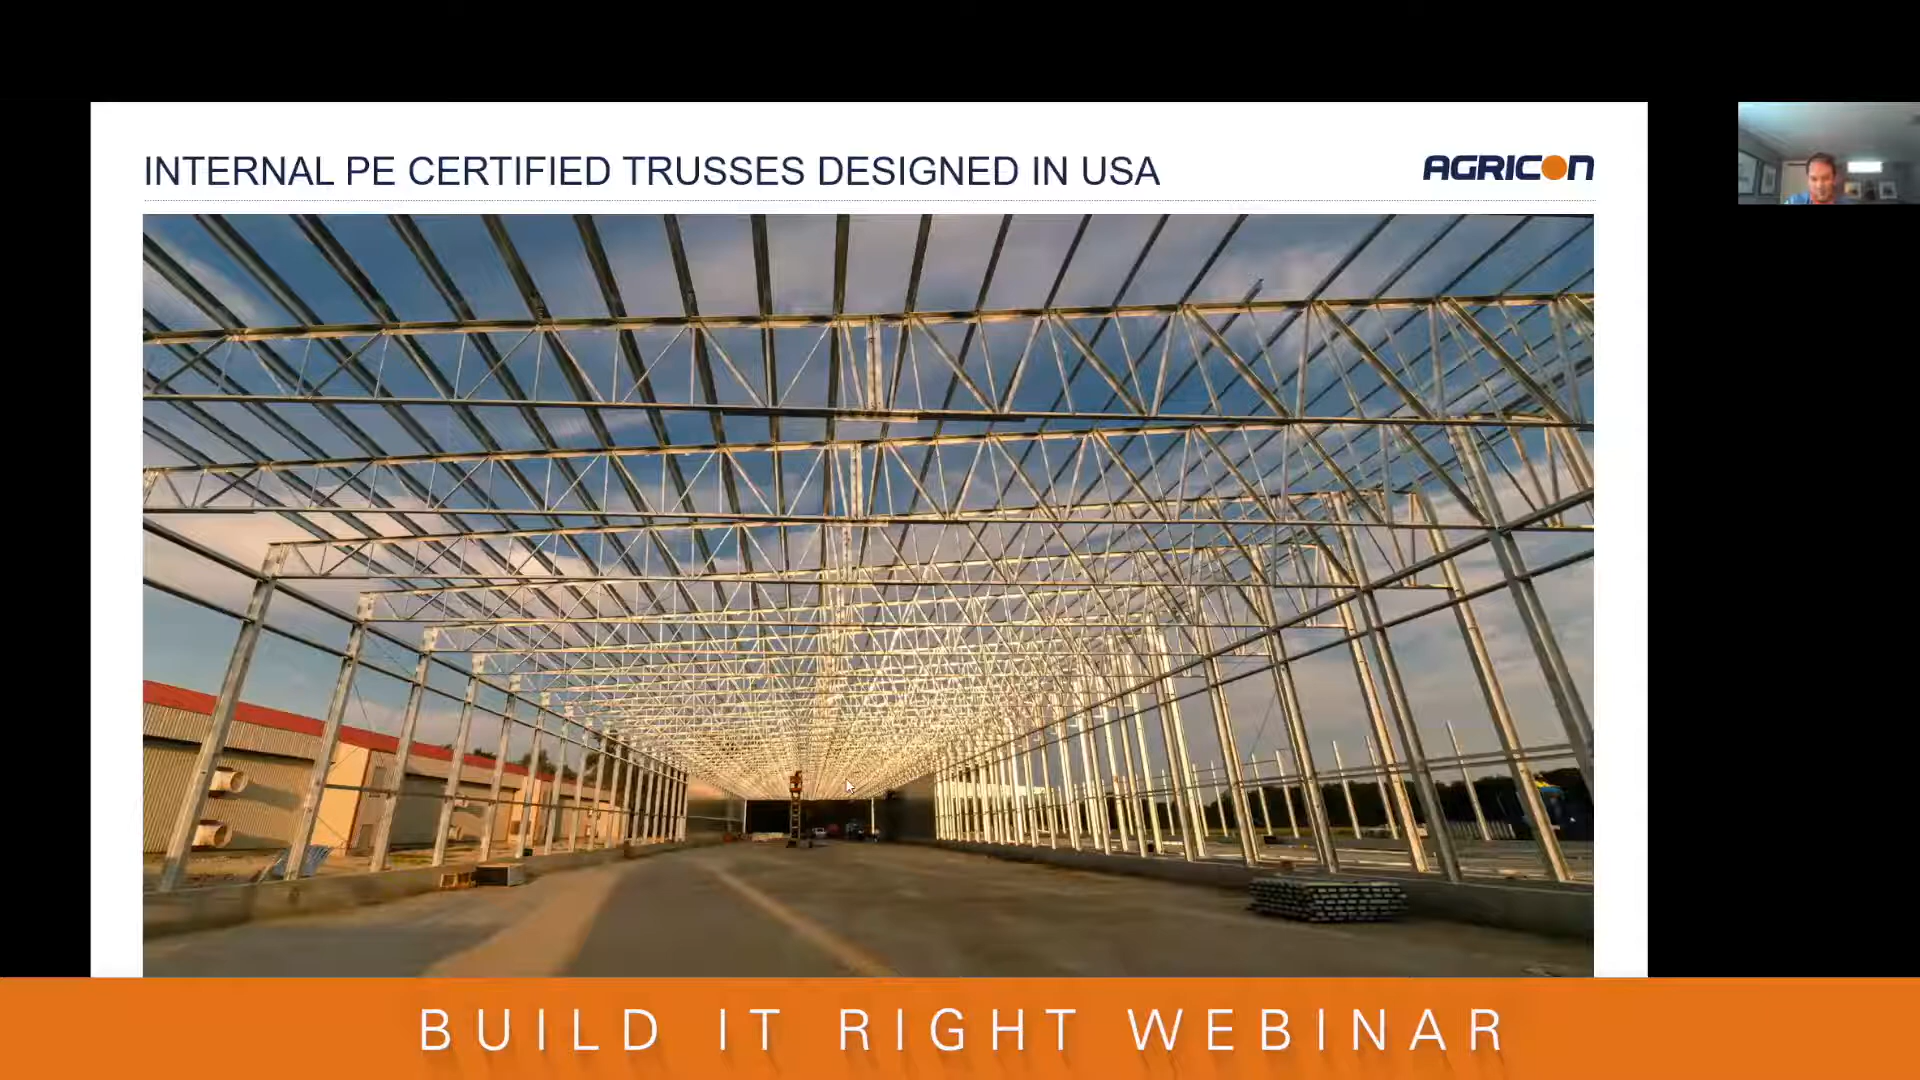 INTERNAL PE CERTIFIED TRUSSES DESIGNED IN USA
AGRICON
BUILD IT RIGHT WEBINAR